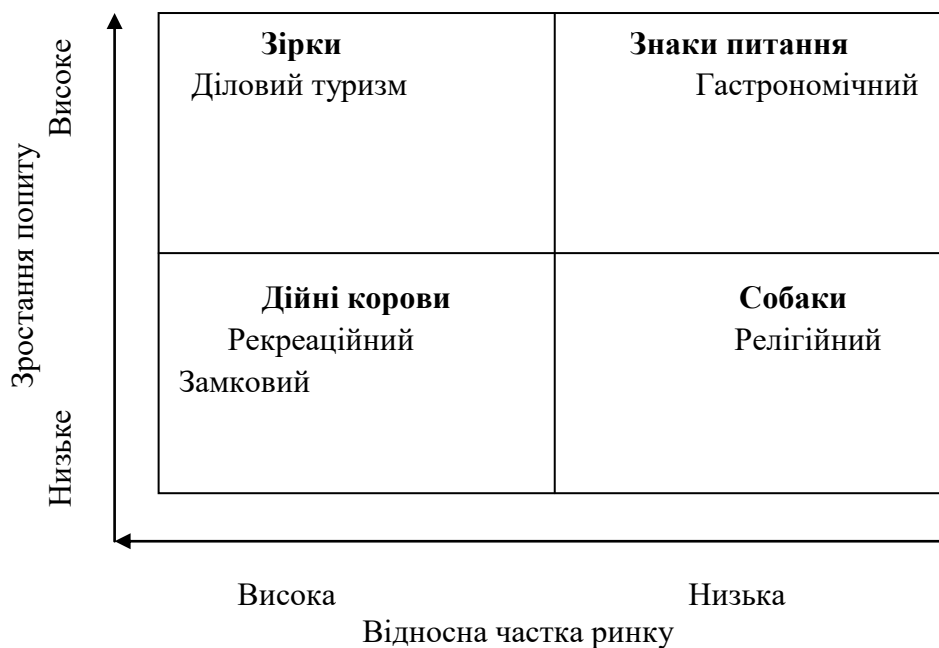 Зростання попиту
Високе
Низьке
Зірки
Діловий туризм
Знаки питання
Гастрономічний
Дійні корови
Рекреаційний
Замковий
Собаки
Релігійний
Висока
Низька
Відносна частка ринку